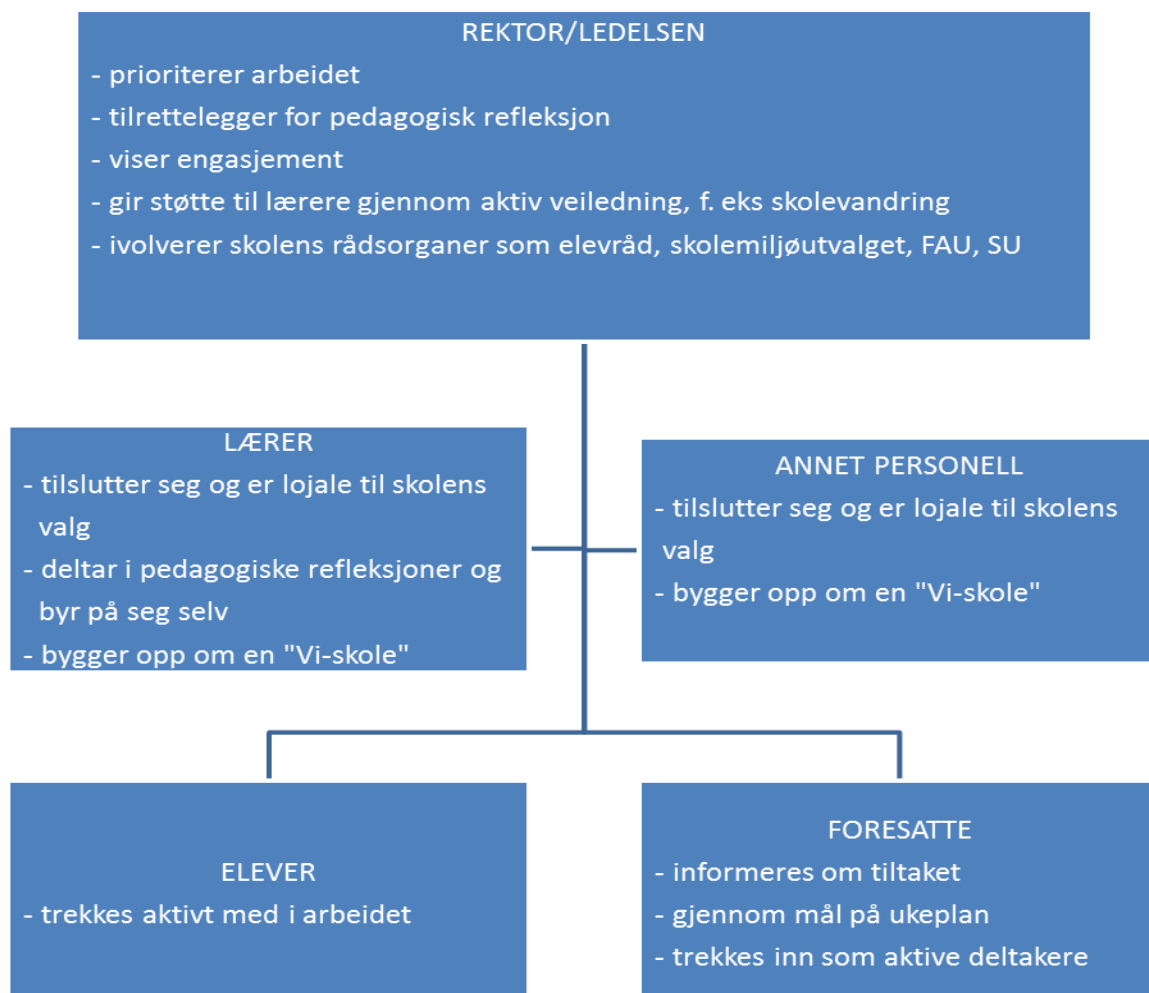 REKTOR/LEDELSEN
- prioriterer arbeidet
- tilrettelegger for pedagogisk refleksjon
- viser engasjement
- gir støtte til lærere gjennom aktiv veiledning, f. eks skolevandring
- ivolverer skolens rådsorganer som elevråd, skolemiljøutvalget, FAU, SU
LÆRER
- tilslutter seg og er lojale til skolens
valg
- deltar i pedagogiske refleksjoner og
byr på seg selv
- bygger opp om en "Vi-skole"
ANNET PERSONELL
- tilslutter seg og er lojale til skolens
valg
- bygger opp om en "Vi-skole"
ELEVER
- trekkes aktivt med i arbeidet
FORESATTE
- informeres om tiltaket
- gjennom mål på ukeplan
- trekkes inn som aktive deltakere